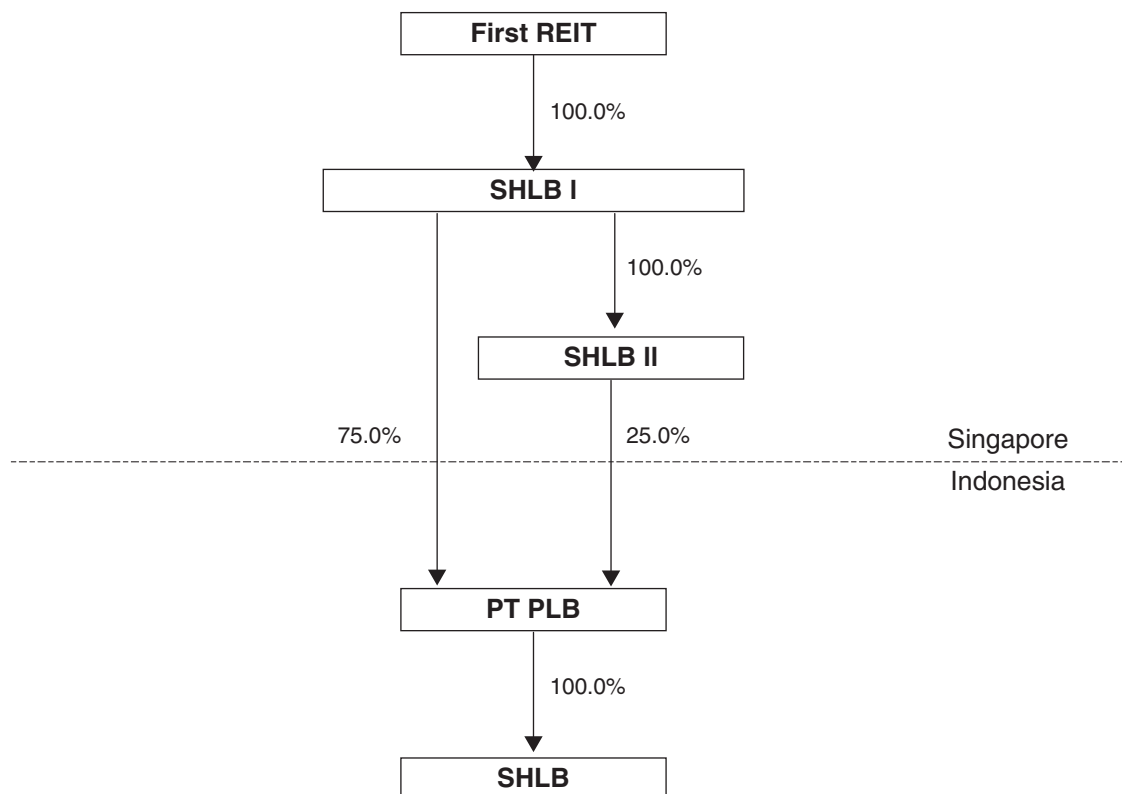 First REIT
100.0%
SHLB I
100.0%
SHLB II
75.0%
25.0%
Singapore
Indonesia
PT PLB
100.0%
SHLB